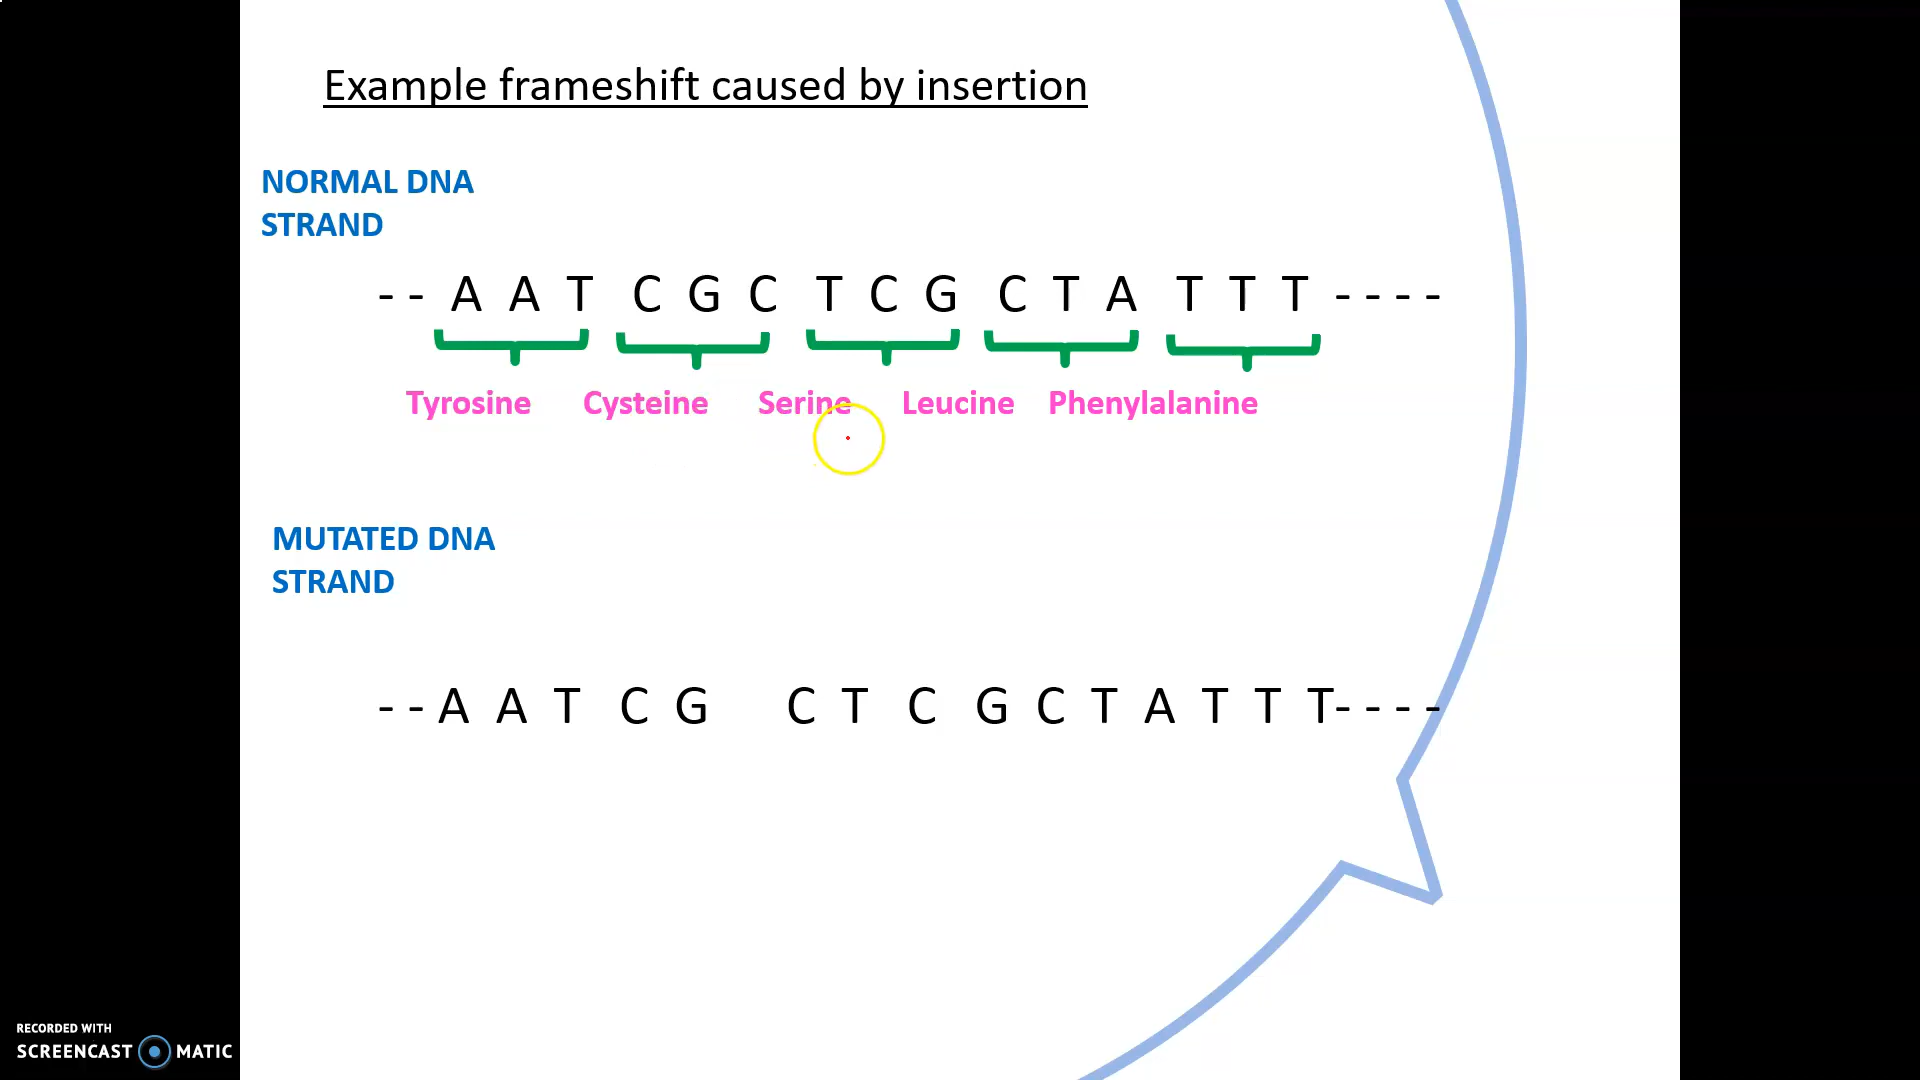 Example frameshift caused by insertion
NORMAL DNA
STRAND
- - A A T C G C T C G C T A T T T - - - -
Tyrosine Cysteine Serine Leucine Phenylalanine
MUTATED DNA
STRAND
- - A A T C G C T C G C T A T T T - - - -
RECORDED WITH
SCREENCAST MATIC